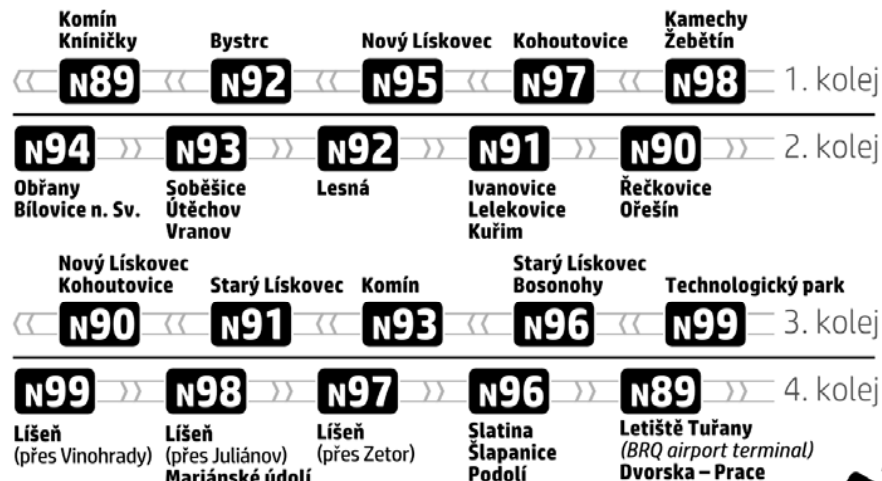 Komín Kamechy
Kníničky Bystrc Nový Lískovec Kohoutovice Žebětín
N89 N92 N95 N97 N98 1. kolej
N94 N93 N92 N91 N90 2. kolej
Obřany Soběšice Lesná Ivanovice Řečkovice
Bílovice n. Sv. Útěchov Lelekovice Ořešín
Vranov Kuřim
Nový Lískovec Starý Lískovec
Kohoutovice Starý Lískovec Komín Bosonohy Technologický park
N90 N91 N93 N96 N99 3. kolej
N99 N98 N97 N96 N89 4. kolej
Líšeň Líšeň Líšeň Slatina Letiště Tuřany
(přes Vinohrady) (přes Juliánov) (přes Zetor) Šlapanice (BRQ airport terminal)
Mariánské údolí Podolí Dvorska – Prace